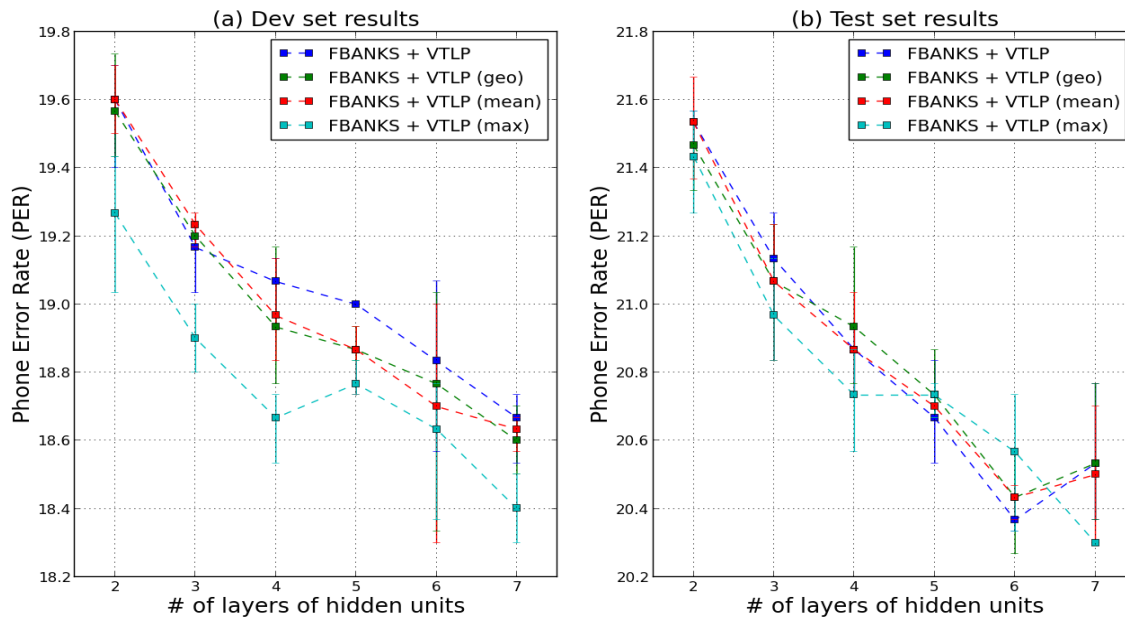 (a) Dev set results
19.8
19.6
19.4
19.2
19.0
18.8
18.6
18.4
18.2
Phone Error Rate (PER)
FBANKS + VTLP
FBANKS + VTLP (geo)
FBANKS + VTLP (mean)
FBANKS + VTLP (max)
2 3 4 5 6 7
# of layers of hidden units
(b) Test set results
21.8
21.6
21.4
21.2
21.0
20.8
20.6
20.4
20.2
Phone Error Rate (PER)
FBANKS + VTLP
FBANKS + VTLP (geo)
FBANKS + VTLP (mean)
FBANKS + VTLP (max)
2 3 4 5 6 7
# of layers of hidden units